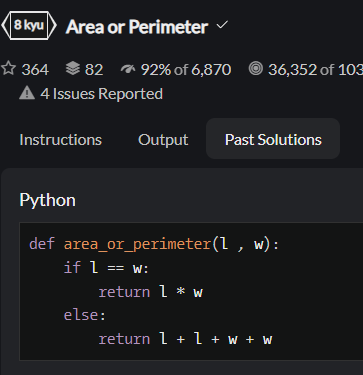 8 kyu Area or Perimeter
364 82 92% of 6,870 36,352 of 103
4 Issues Reported
Instructions Output Past Solutions
Python
def area_or_perimeter(l , w):
    if l == w:
        return l * w
    else:
        return l + l + w + w